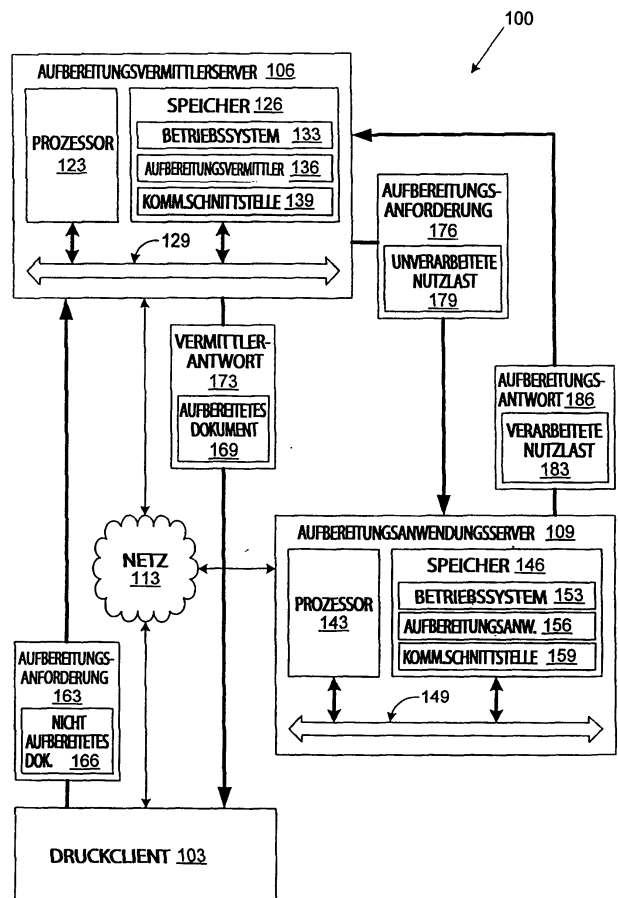 100
AUFBEREITUNGSVERMITTLERSERVER 106
PROZESSOR
123
SPEICHER 126
BETRIEBSSYSTEM 133
AUFBEREITUNGSVERMITTLER 136
KOMM.SCHNITTSTELLE 139
129
AUFBEREITUNGS-
ANFORDERUNG
176
UNVERARBEITETE
NUTZLAST
179
VERMITTLER-
ANTWORT
173
AUFBEREITETES
DOKUMENT
169
AUFBEREITUNGS-
ANTWORT 186
VERARBEITETE
NUTZLAST
183
NETZ
113
AUFBEREITUNGSANWENDUNGSSERVER 109
PROZESSOR
143
SPEICHER 146
BETRIEBSSYSTEM 153
AUFBEREITUNGSANW. 156
KOMM.SCHNITTSTELLE 159
149
AUFBEREITUNGS-
ANFORDERUNG
163
NICHT
AUFBEREITETES
DOK. 166
DRUCKCLIENT 103